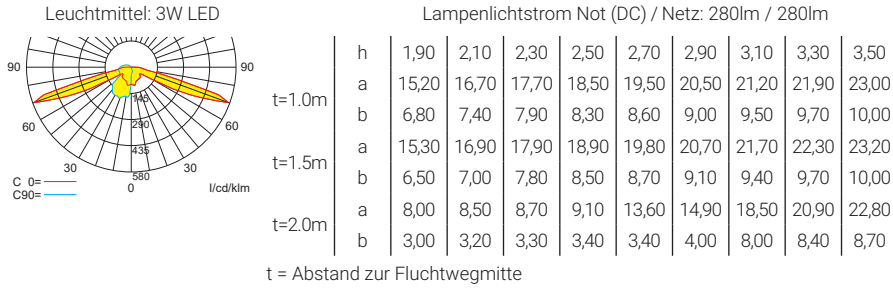 Leuchtmittel: 3W LED
90 90
60 60
30 30
0
145
290
435
580
C 0=
C90=
l/cd/klm
Lampenlichtstrom Not (DC) / Netz: 280lm / 280lm
h 1,90 2,10 2,30 2,50 2,70 2,90 3,10 3,30 3,50
t=1.0m
a 15,20 16,70 17,70 18,50 19,50 20,50 21,20 21,90 23,00
b 6,80 7,40 7,90 8,30 8,60 9,00 9,50 9,70 10,00
t=1.5m
a 15,30 16,90 17,90 18,90 19,80 20,70 21,70 22,30 23,20
b 6,50 7,00 7,80 8,50 8,70 9,10 9,40 9,70 10,00
t=2.0m
a 8,00 8,50 8,70 9,10 13,60 14,90 18,50 20,90 22,80
b 3,00 3,20 3,30 3,40 3,40 4,00 8,00 8,40 8,70
t = Abstand zur Fluchtwegmitte